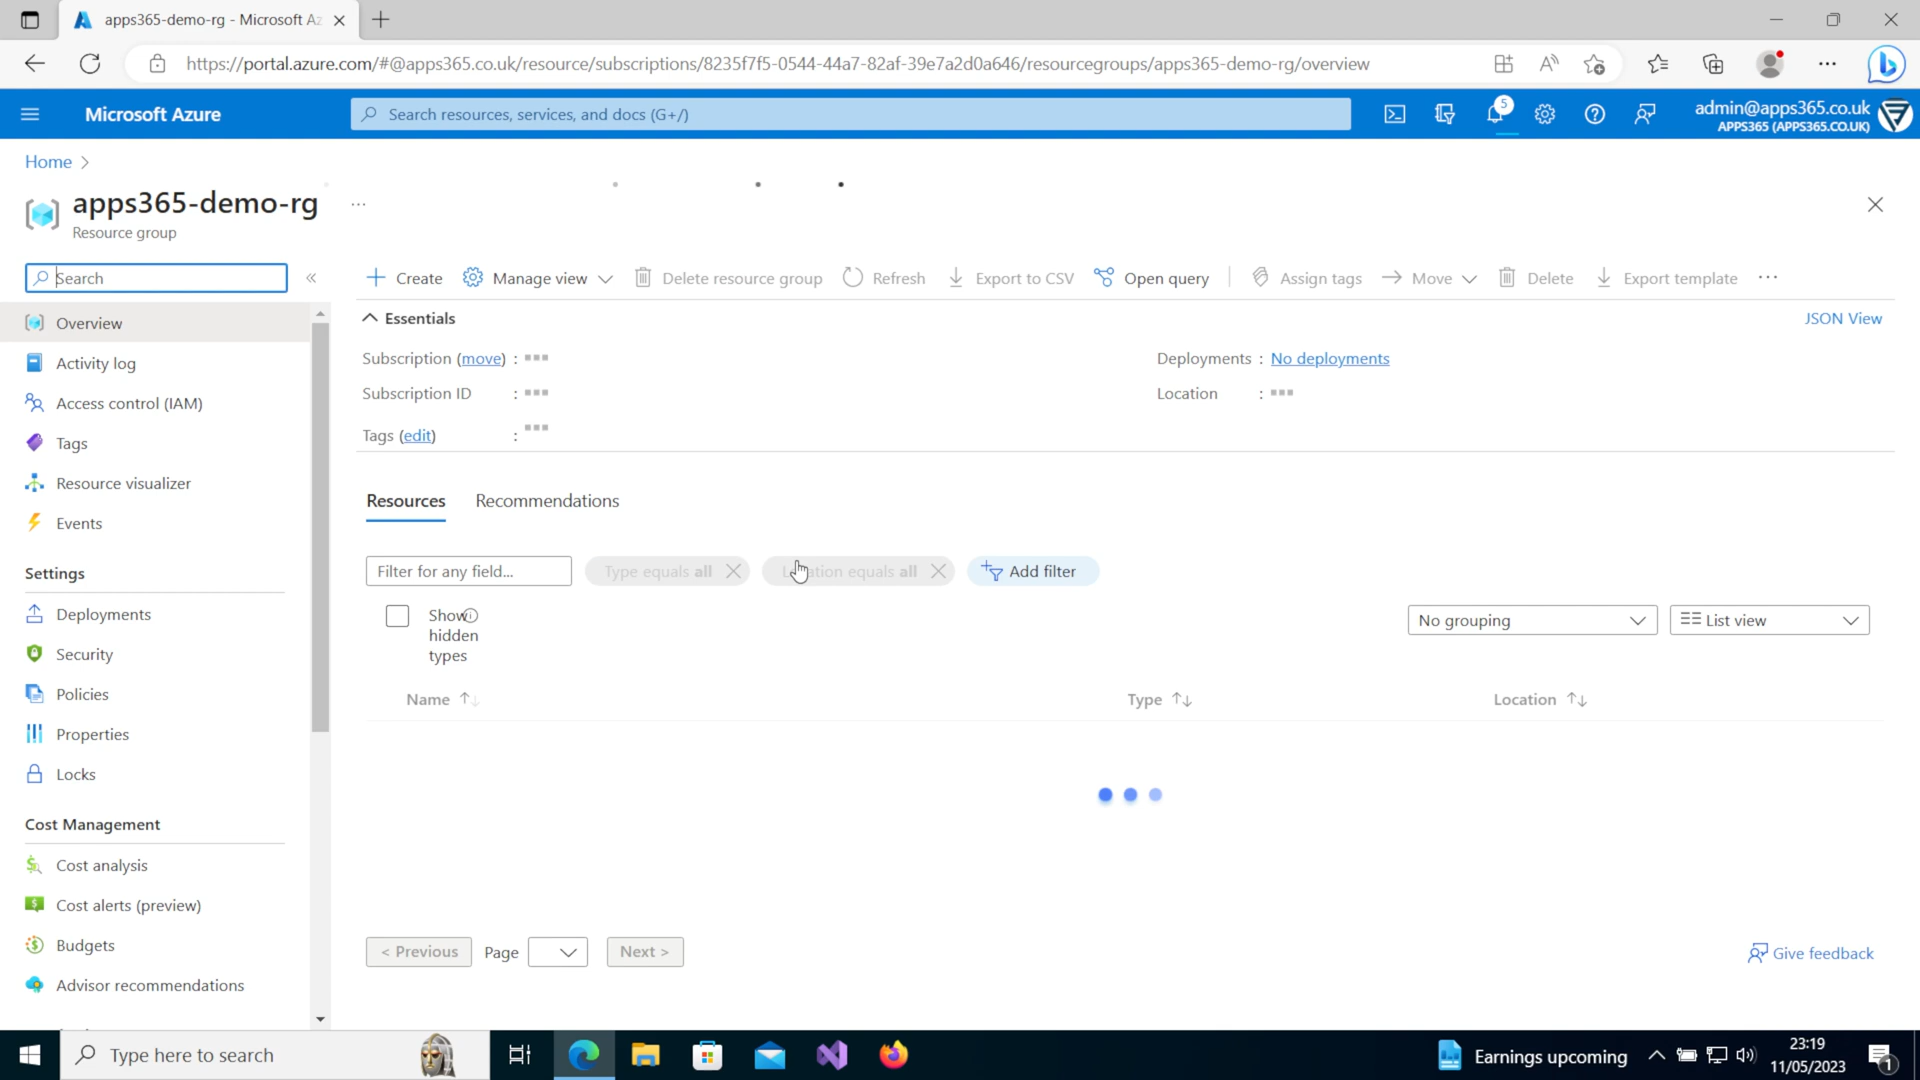 apps365-demo-rg - Microsoft Az
https://portal.azure.com/#@apps365.co.uk/resource/subscriptions/8235f7f5-0544-44a7-82af-39e7a2d0a646/resourcegroups/apps365-demo-rg/overview
Microsoft Azure
Search resources, services, and docs (G+/)
5
admin@apps365.co.uk
APPS365 (APPS365.CO.UK)
Home >
apps365-demo-rg ...
Resource group
Search «
Create Manage view Delete resource group Refresh Export to CSV Open query Assign tags Move Delete Export template ...
Essentials JSON View
Subscription (move) : Deployments : No deployments
Subscription ID : Location :
Tags (edit) :
Overview
Activity log
Access control (IAM)
Tags
Resource visualizer
Events
Settings
Deployments
Security
Policies
Properties
Locks
Cost Management
Cost analysis
Cost alerts (preview)
Budgets
Advisor recommendations
Resources Recommendations
Filter for any field... Type equals all equals all Add filter
Show
hidden
types
No grouping List view
Name Type Location
< Previous Page Next > Give feedback
Type here to search
Earnings upcoming
23:19
11/05/2023
1